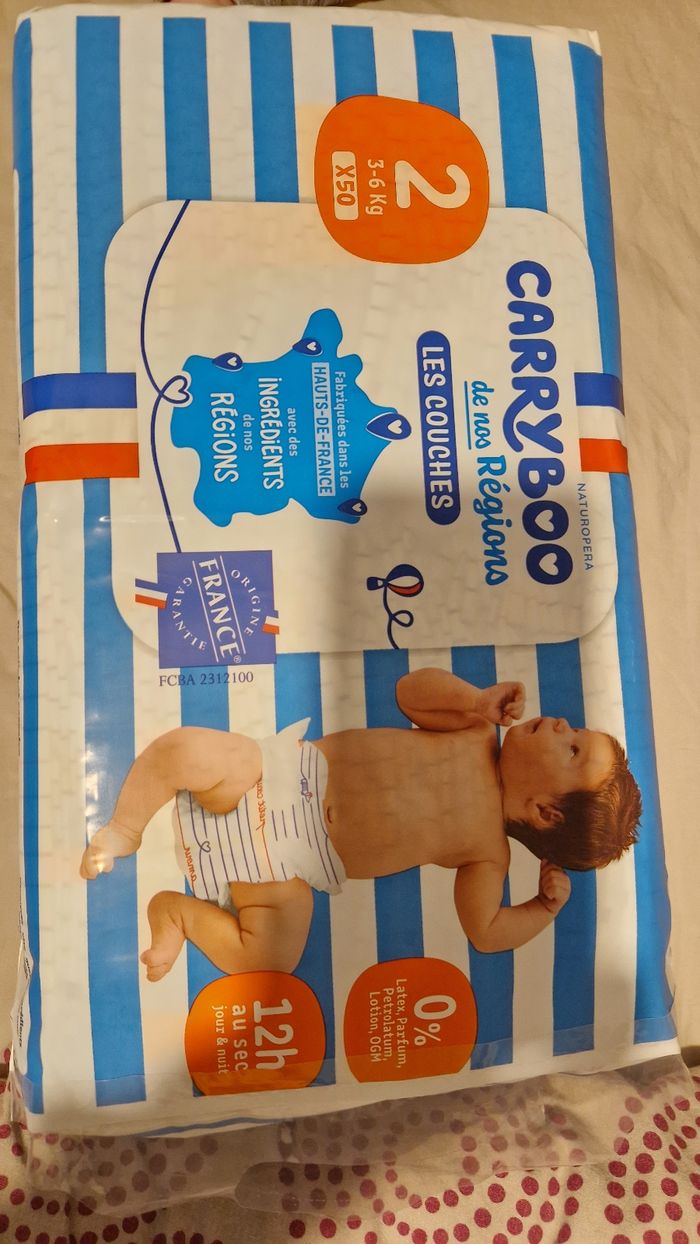 NATUROPERA
CARRYBOO
de nos Régions
LES COUCHES
2
3-6 Kg
X50
Fabriquées dans les
HAUTS-DE-FRANCE
avec des
INGRÉDIENTS
de nos
RÉGIONS
ORIGINE
FRANCE®
GARANTIE
FCBA 2312100
0%
Latex, Parfum,
Petrolatum,
Lotion, OGM
12h
au sec
jour & nuit